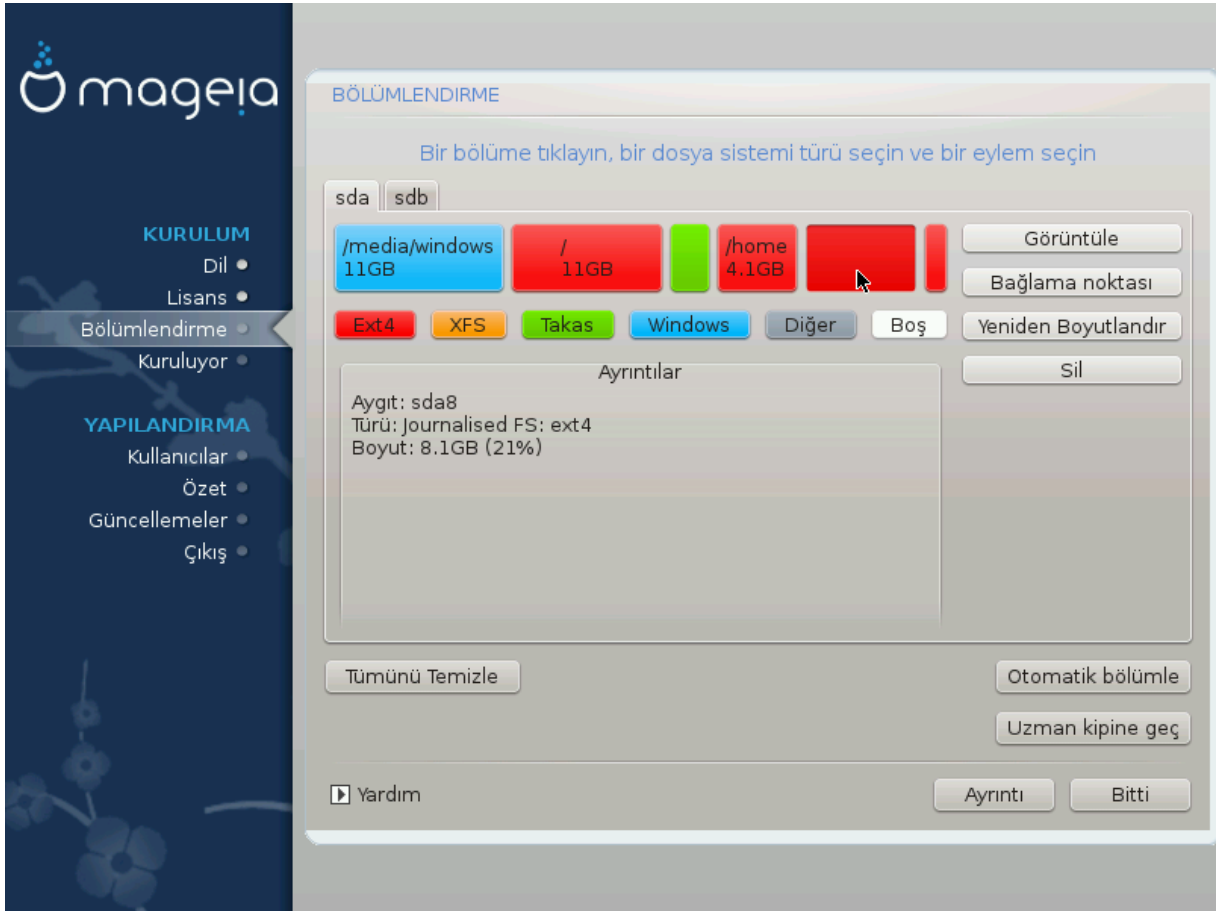 mageia
KURULUM
Dil
Lisans
Bölümlendirme
Kuruluyor
YAPILANDIRMA
Kullanıcılar
Özet
Güncellemeler
Çıkış
BÖLÜMLENDIRME
Bir bölüme tıklayın, bir dosya sistemi türü seçin ve bir eylem seçin
sda sdb
/media/windows
11GB
/
11GB
/home
4.1GB
Ext4 XFS Takas Windows Diğer Boş
Ayrıntılar
Aygıt: sda8
Türü: Journalised FS: ext4
Boyut: 8.1GB (21%)
Görüntüle
Bağlama noktası
Yeniden Boyutlandır
Sil
Tümünü Temizle
Otomatik bölümle
Uzman kipine geç
Yardım
Ayrıntı
Bitti